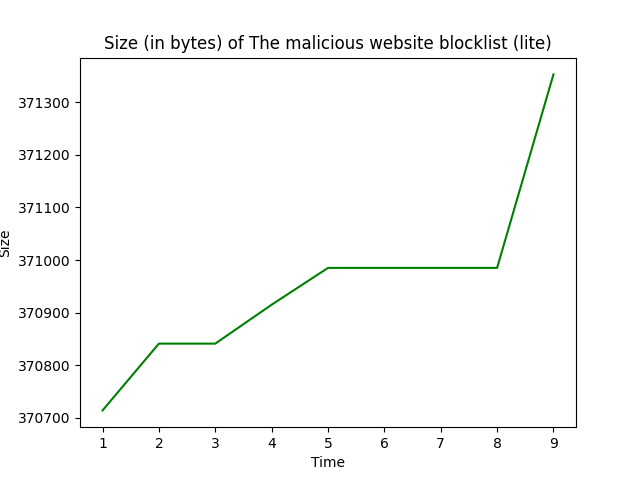 Size (in bytes) of The malicious website blocklist (lite)
371300
371200
371100
371000
370900
370800
370700
Size
1 2 3 4 5 6 7 8 9
Time